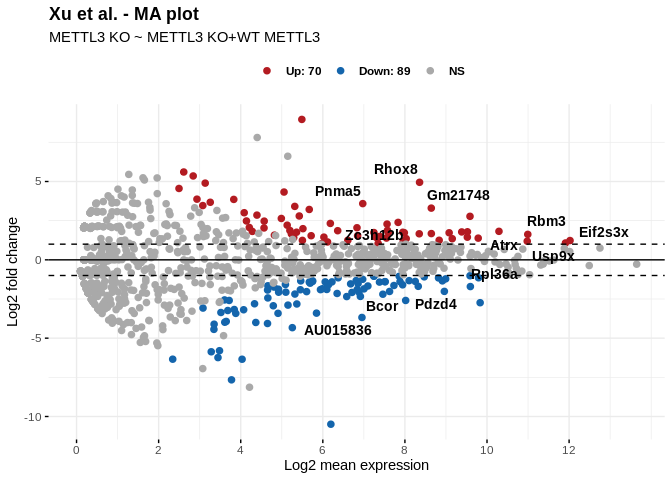 Xu et al. - MA plot
METTL3 KO ~ METTL3 KO+WT METTL3
Up: 70 Down: 89 NS
Rhox8
Pnma5
Gm21748
Rbm3
Zc3h12b
Eif2s3x
Atrx
Usp9x
Rpl36a
Bcor
Pdzd4
AU015836
5
0
-5
-10
Log2 fold change
0 2 4 6 8 10 12
Log2 mean expression